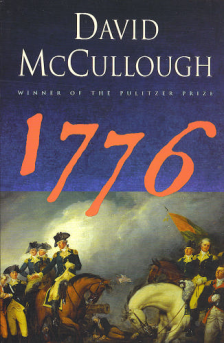 DAVID
McCULLOUGH
WINNER OF THE PULITZER PRIZE
1776